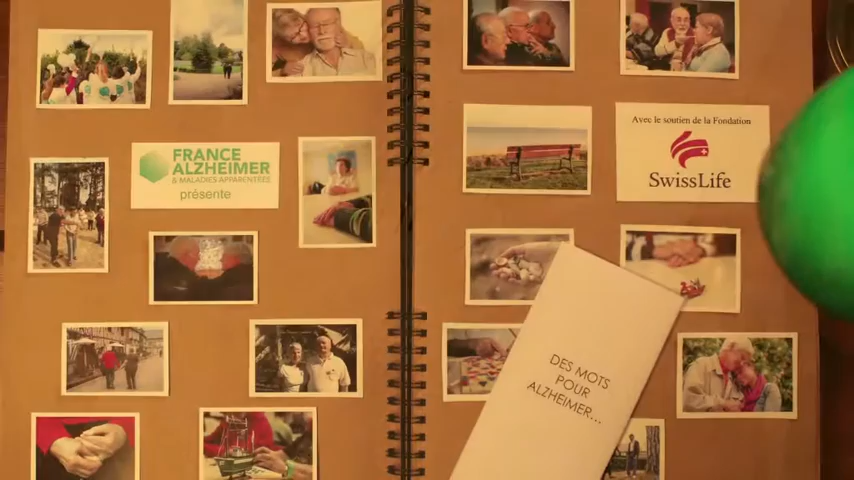 FRANCE
ALZHEIMER
& MALADIES APPARENTÉES
présente
Avec le soutien de la Fondation
SwissLife
DES MOTS
POUR
ALZHEIMER...